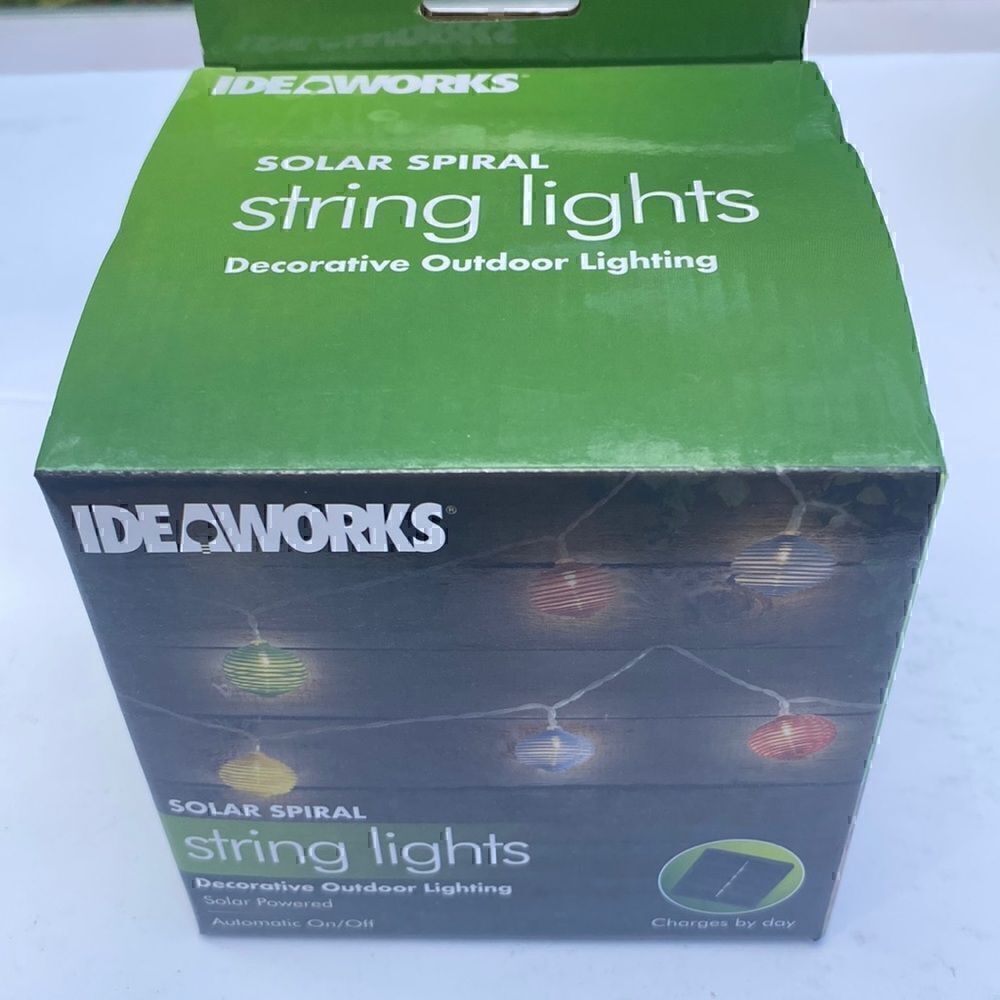 IDEAWORKS
IDEAWORKS
SOLAR SPIRAL
string lights
Decorative Outdoor Lighting
IDEAWORKS®
SOLAR SPIRAL
string lights
Decorative Outdoor Lighting
Solar Powered
Automatic On/Off
Charges by day